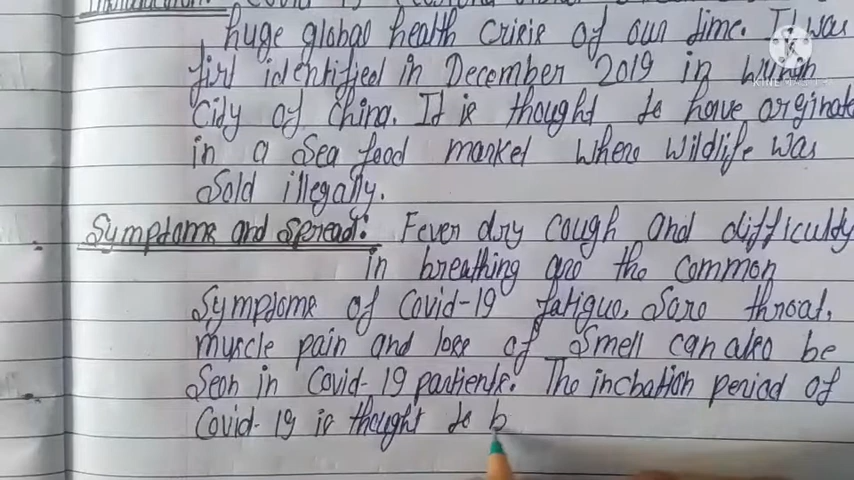 huge global health crisis of our time. It was
first identified in December 2019 in Wuhan
City of China. It is thought to have orginate
in a Sea food market where wildlife was
Sold illegally.
Symptoms and Spread: Fever dry cough and difficulty
in breathing are the common
Symptoms of Covid-19 fatigue, Sore throat,
muscle pain and loss of Smell can also be
Seen in Covid-19 patients. The incbation period of
Covid-19 is thought to b